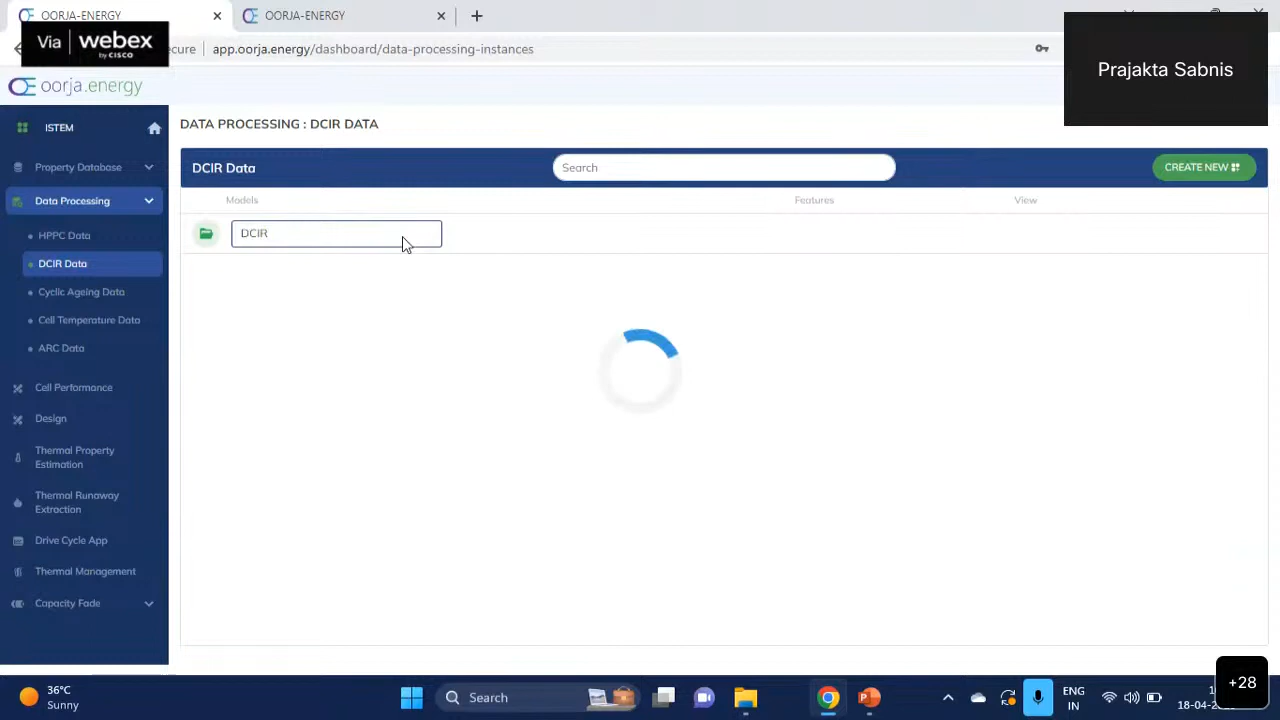 OORJA-ENERGY
OORJA-ENERGY
Via webex
by CISCO
app.oorja.energy/dashboard/data-processing-instances
Prajakta Sabnis
oorja.energy
ISTEM
DATA PROCESSING : DCIR DATA
Property Database
DCIR Data
Search
CREATE NEW
Data Processing
Models
Features
View
HPPC Data
DCIR
DCIR Data
Cyclic Ageing Data
Cell Temperature Data
ARC Data
Cell Performance
Design
Thermal Property
Estimation
Thermal Runaway
Extraction
Drive Cycle App
Thermal Management
Capacity Fade
36°C
Sunny
Search
ENG
IN
+28